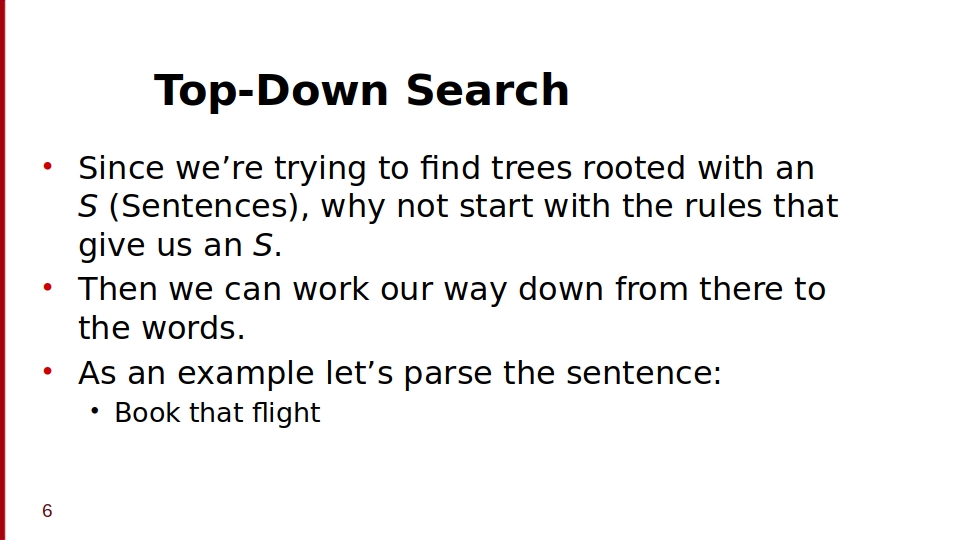 Top-Down Search
• Since we’re trying to find trees rooted with an
S (Sentences), why not start with the rules that
give us an S.
• Then we can work our way down from there to
the words.
• As an example let’s parse the sentence:
• Book that flight
6